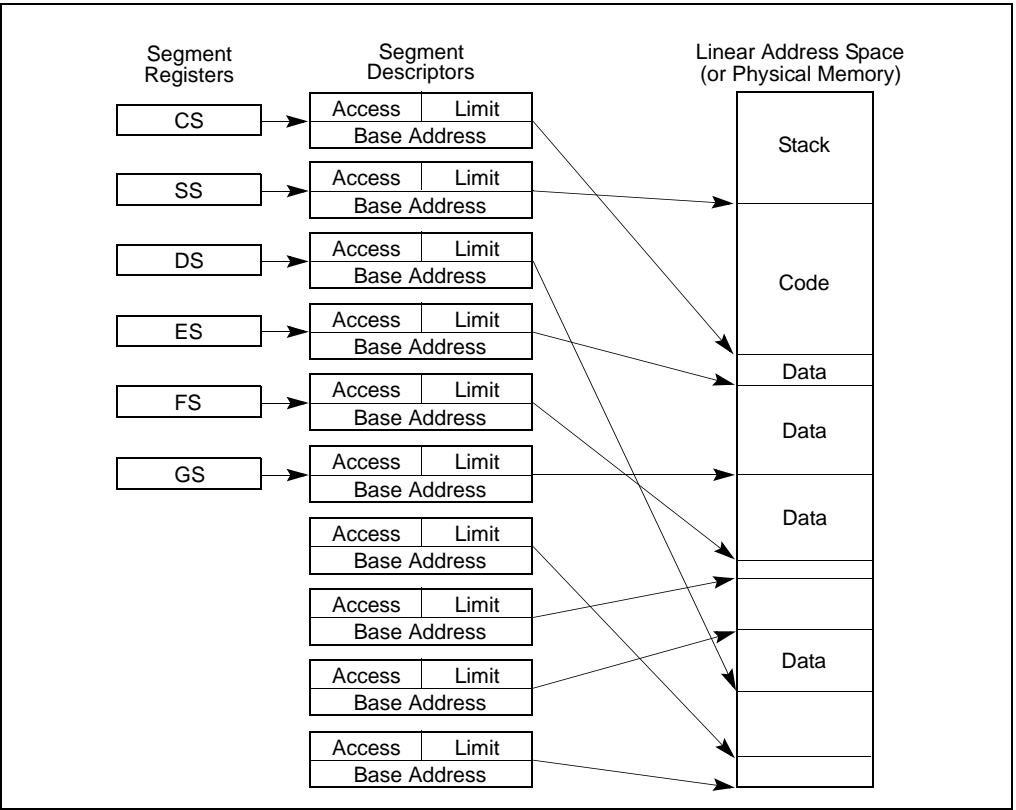 Segment
Registers
Segment
Descriptors
Linear Address Space
(or Physical Memory)
CS
Access Limit
Base Address
Stack
SS
Access Limit
Base Address
DS
Access Limit
Base Address
Code
ES
Access Limit
Base Address
Data
FS
Access Limit
Base Address
Data
GS
Access Limit
Base Address
Data
Access Limit
Base Address
Access Limit
Base Address
Access Limit
Base Address
Data
Access Limit
Base Address